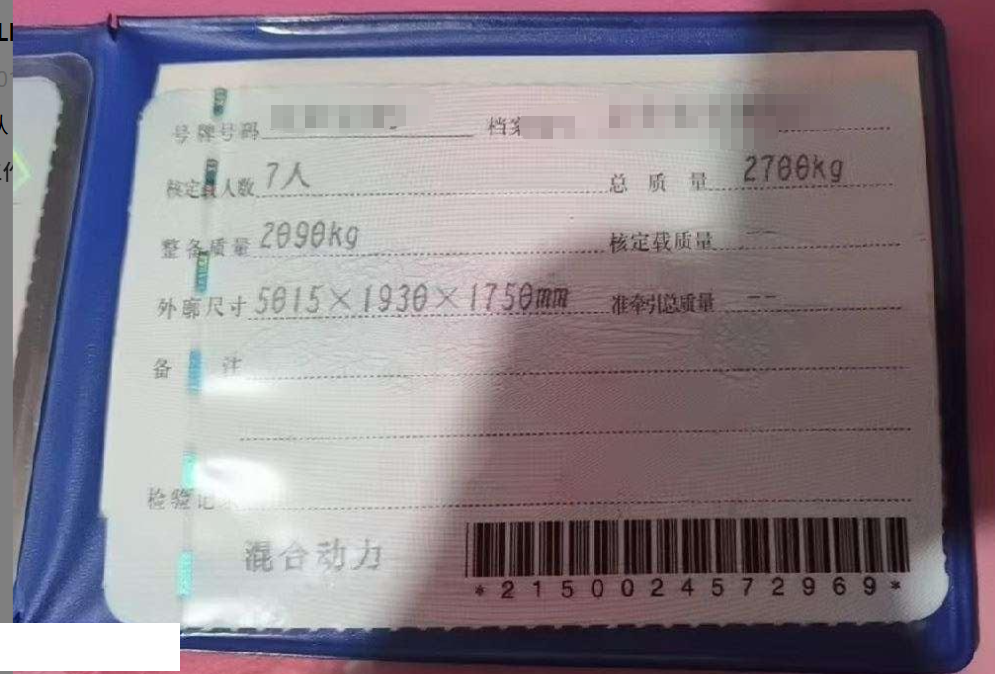 号牌号码 档案
核定载人数 7人 总质量 2700kg
整备质量 2090kg 核定载质量 --
外廓尺寸 5015×1930×1750mm 准牵引总质量 --
备注
检验记
混合动力
*2150024572969*